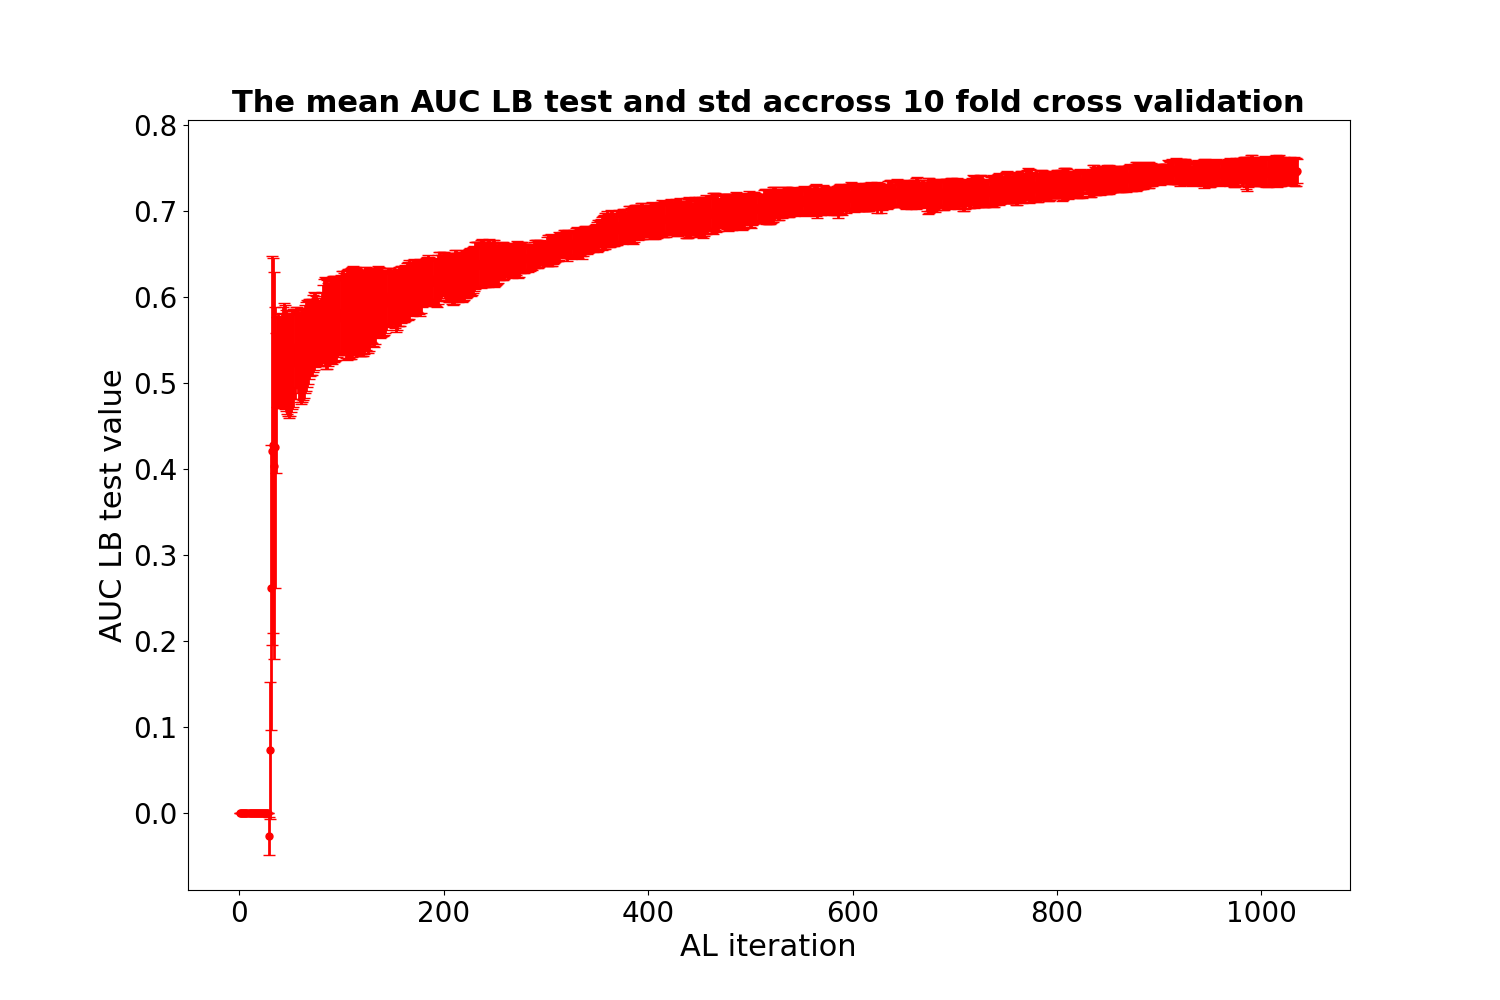 The mean AUC LB test and std accross 10 fold cross validation
0.8
0.7
0.6
0.5
0.4
0.3
0.2
0.1
0.0
AUC LB test value
0 200 400 600 800 1000
AL iteration